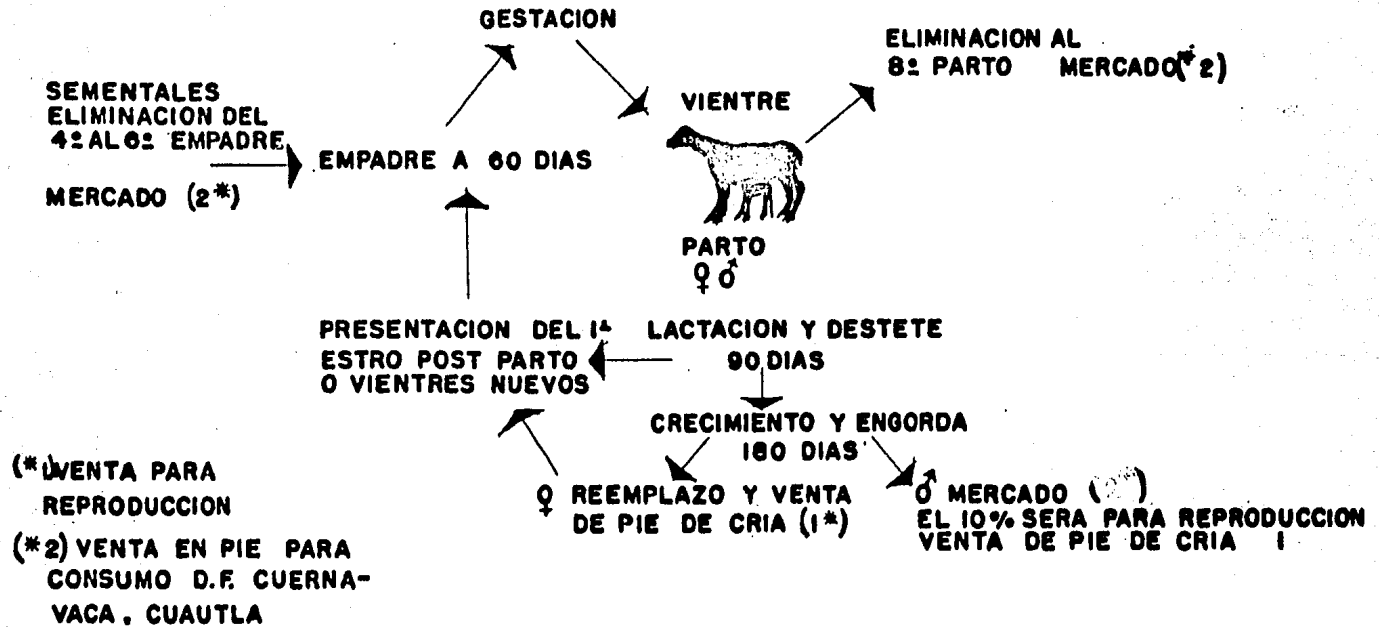 GESTACION
ELIMINACION AL
8º PARTO MERCADO(*2)
SEMENTALES
ELIMINACION DEL
4º AL 6º EMPADRE
MERCADO (2*)
EMPADRE A 60 DIAS
VIENTRE
PARTO
♀ ♂
PRESENTACION DEL 1º
ESTRO POST PARTO
O VIENTRES NUEVOS
LACTACION Y DESTETE
90 DIAS
CRECIMIENTO Y ENGORDA
180 DIAS
♀ REEMPLAZO Y VENTA
DE PIE DE CRIA (1*)
♂ MERCADO
EL 10% SERA PARA REPRODUCCION
VENTA DE PIE DE CRIA 1
(*1)VENTA PARA
REPRODUCCION
(*2) VENTA EN PIE PARA
CONSUMO D.F. CUERNA-
VACA, CUAUTLA